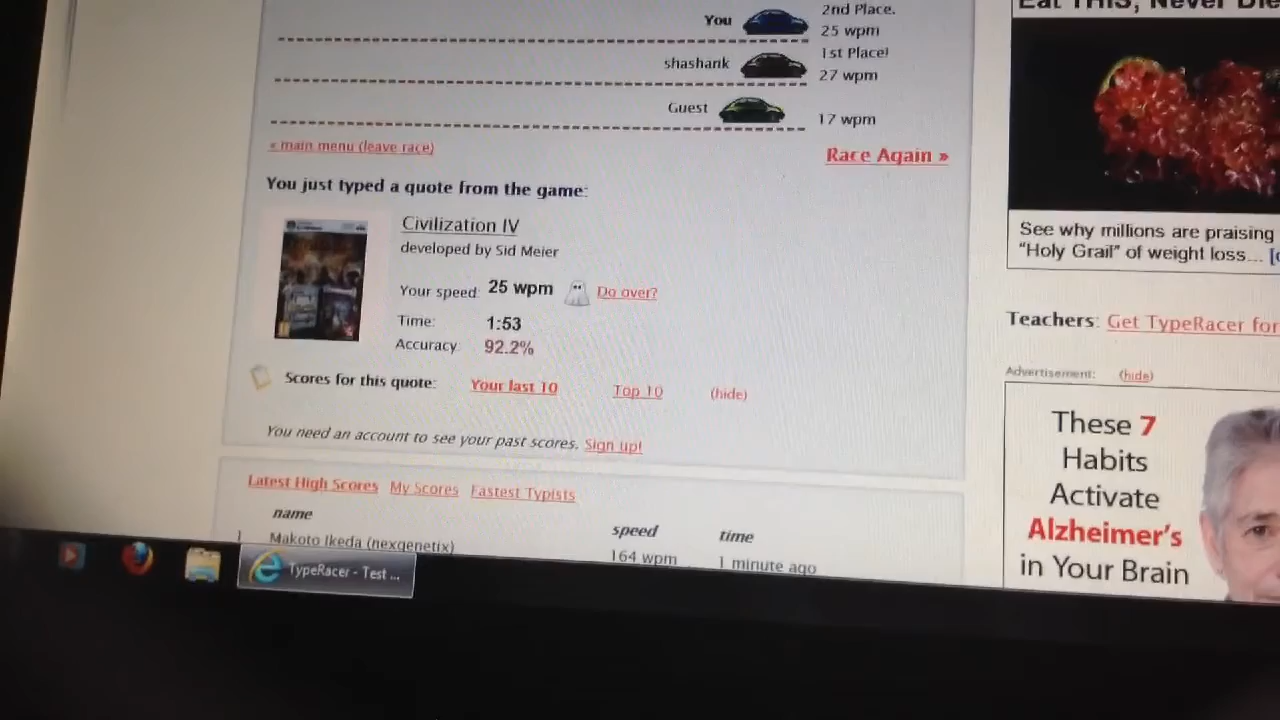 You
2nd Place.
25 wpm
shashank
1st Place!
27 wpm
Guest
17 wpm
« main menu (leave race)
Race Again »
You just typed a quote from the game:
Civilization IV
developed by Sid Meier
Your speed: 25 wpm Do over?
Time: 1:53
Accuracy: 92.2%
Scores for this quote: Your last 10 Top 10 (hide)
You need an account to see your past scores. Sign up!
Latest High Scores My Scores Fastest Typists
name speed time
1 Makoto Ikeda (nexgenetix) 164 wpm 1 minute ago
TypeRacer - Test ...
Eat THIS, Never Die
See why millions are praising
"Holy Grail" of weight loss...
Teachers: Get TypeRacer for
Advertisement: (hide)
These 7
Habits
Activate
Alzheimer's
in Your Brain